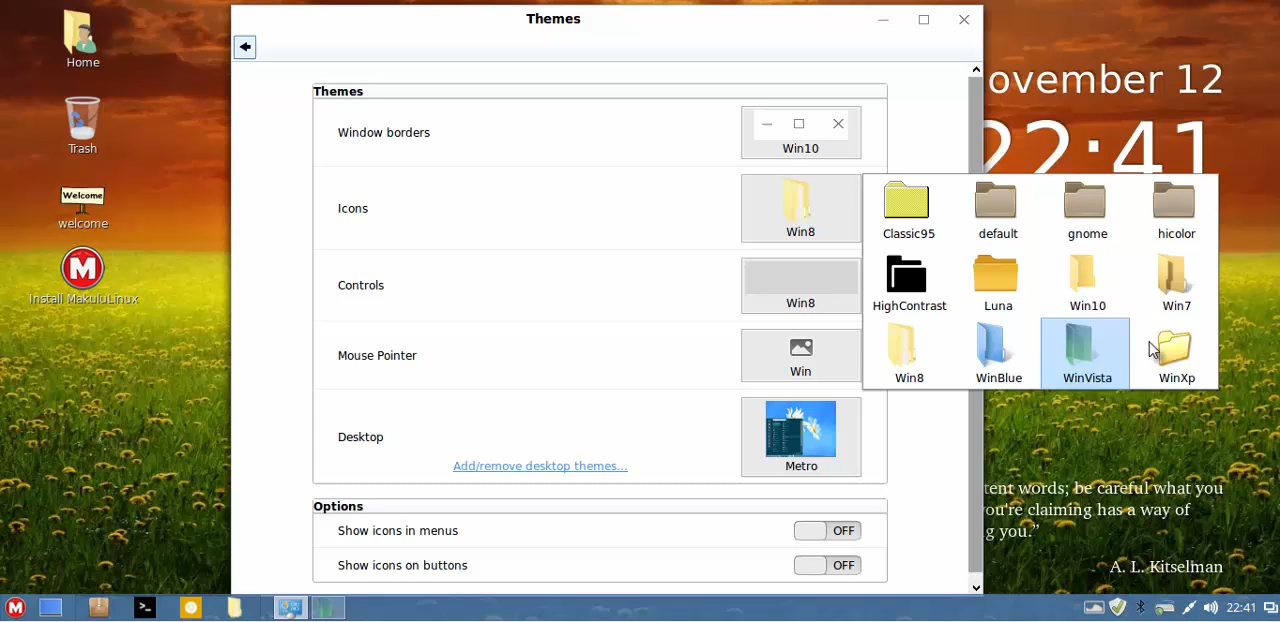 Themes
Home
Trash
Welcome
welcome
M
Install MakuluLinux
Themes
Window borders
Win10
Icons
Win8
Controls
Win8
Mouse Pointer
Win
Desktop
Metro
Add/remove desktop themes...
Options
Show icons in menus
OFF
Show icons on buttons
OFF
ovember 12
22:41
Classic95
default
gnome
hicolor
HighContrast
Luna
Win10
Win7
Win8
WinBlue
WinVista
WinXp
tent words; be careful what you
you're claiming has a way of
g you.”
A. L. Kitselman
M
22:41